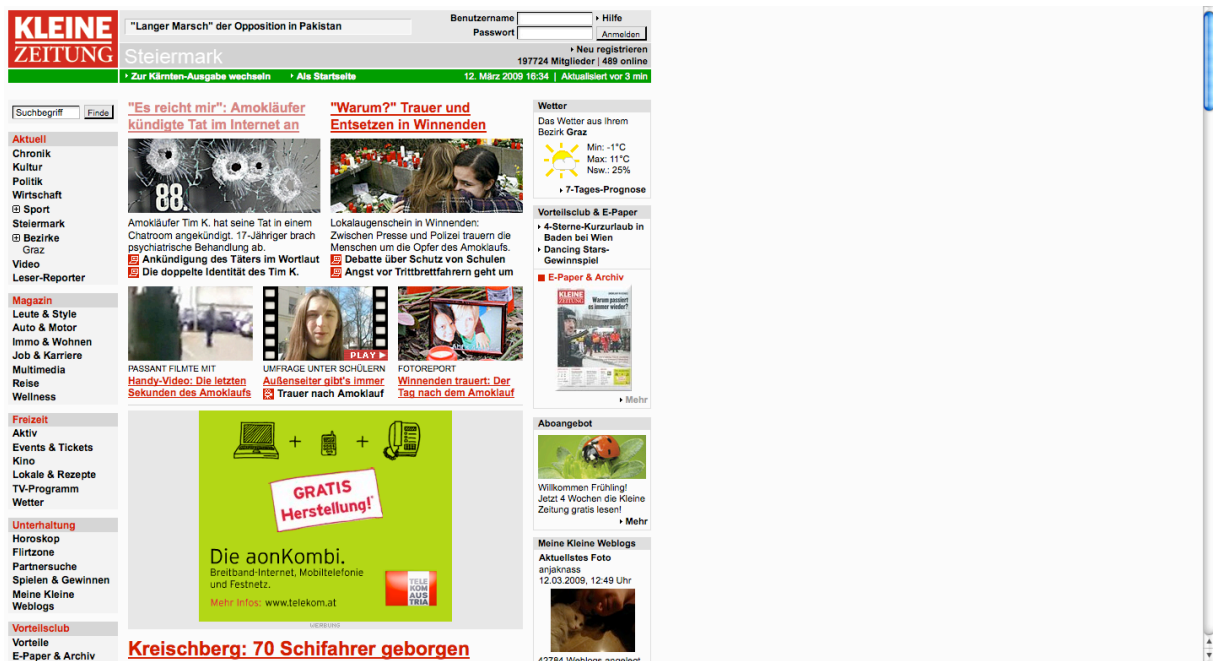 KLEINE
ZEITUNG
"Langer Marsch" der Opposition in Pakistan
Benutzername
Hilfe
Passwort
Anmelden
Steiermark
Neu registrieren
197724 Mitglieder | 489 online
Zur Kärnten-Ausgabe wechseln
Als Startseite
12. März 2009 16:34 | Aktualisiert vor 3 min
Suchbegriff
Finde
Aktuell
Chronik
Kultur
Politik
Wirtschaft
Sport
Steiermark
Bezirke
Graz
Video
Leser-Reporter
Magazin
Leute & Style
Auto & Motor
Immo & Wohnen
Job & Karriere
Multimedia
Reise
Wellness
Freizeit
Aktiv
Events & Tickets
Kino
Lokale & Rezepte
TV-Programm
Wetter
Unterhaltung
Horoskop
Flirtzone
Partnersuche
Spielen & Gewinnen
Meine Kleine
Weblogs
Vorteilsclub
Vorteile
E-Paper & Archiv
"Es reicht mir": Amokläufer
kündigte Tat im Internet an
88.
Amokläufer Tim K. hat seine Tat in einem
Chatroom angekündigt. 17-Jähriger brach
psychiatrische Behandlung ab.
Ankündigung des Täters im Wortlaut
Die doppelte Identität des Tim K.
"Warum?" Trauer und
Entsetzen in Winnenden
Lokalaugenschein in Winnenden:
Zwischen Presse und Polizei trauern die
Menschen um die Opfer des Amoklaufs.
Debatte über Schutz von Schulen
Angst vor Trittbrettfahrern geht um
PASSANT FILMTE MIT
Handy-Video: Die letzten
Sekunden des Amoklaufs
PLAY
UMFRAGE UNTER SCHÜLERN
Außenseiter gibt's immer
Trauer nach Amoklauf
FOTOREPORT
Winnenden trauert: Der
Tag nach dem Amoklauf
+ +
GRATIS
Herstellung!*
Die aonKombi.
Breitband-Internet, Mobiltelefonie
und Festnetz.
Mehr Infos: www.telekom.at
TELE
KOM
AUS
TRIA
WERBUNG
Kreischberg: 70 Schifahrer geborgen
Wetter
Das Wetter aus Ihrem
Bezirk Graz
Min: -1°C
Max: 11°C
Nsw.: 25%
7-Tages-Prognose
Vorteilsclub & E-Paper
4-Sterne-Kurzurlaub in
Baden bei Wien
Dancing Stars-
Gewinnspiel
E-Paper & Archiv
KLEINE
ZEITUNG
Warum passiert
es immer wieder?
Mehr
Aboangebot
Willkommen Frühling!
Jetzt 4 Wochen die Kleine
Zeitung gratis lesen!
Mehr
Meine Kleine Weblogs
Aktuellstes Foto
anjaknass
12.03.2009, 12:49 Uhr
42784 Weblogs angelegt